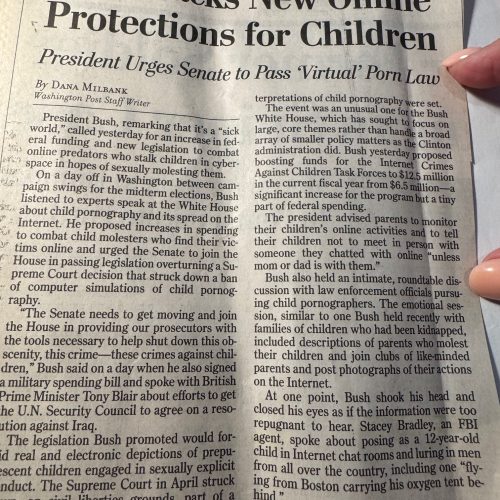 New Online
Protections for Children
President Urges Senate to Pass ‘Virtual’ Porn Law
By DANA MILBANK
Washington Post Staff Writer
President Bush, remarking that it’s a “sick
world,” called yesterday for an increase in fed-
eral funding and new legislation to combat
online predators who stalk children in cyber-
space in hopes of sexually molesting them.
On a day off in Washington between cam-
paign swings for the midterm elections, Bush
listened to experts speak at the White House
about child pornography and its spread on the
Internet. He proposed increases in spending
to combat child molesters who find their vic-
tims online and urged the Senate to join the
House in passing legislation overturning a Su-
preme Court decision that struck down a ban
of computer simulations of child pornog-
raphy.
“The Senate needs to get moving and join
the House in providing our prosecutors with
the tools necessary to help shut down this ob-
scenity, this crime—these crimes against chil-
dren,” Bush said on a day when he also signed
a military spending bill and spoke with British
Prime Minister Tony Blair about efforts to get
the U.N. Security Council to agree on a reso-
ution against Iraq.
The legislation Bush promoted would for-
id real and electronic depictions of prepu-
escent children engaged in sexually explicit
nduct. The Supreme Court in April struck
civil liberties grounds, part of a
terpretations of child pornography were set.
The event was an unusual one for the Bush
White House, which has sought to focus on
large, core themes rather than handle a broad
array of smaller policy matters as the Clinton
administration did. Bush yesterday proposed
boosting funds for the Internet Crimes
Against Children Task Forces to $12.5 million
in the current fiscal year from $6.5 million—a
significant increase for the program but a tiny
part of federal spending.
The president advised parents to monitor
their children’s online activities and to tell
their children not to meet in person with
someone they chatted with online “unless
mom or dad is with them.”
Bush also held an intimate, roundtable dis-
cussion with law enforcement officials pursu-
ing child pornographers. The emotional ses-
sion, similar to one Bush held recently with
families of children who had been kidnapped,
included descriptions of parents who molest
their children and join clubs of like-minded
parents and post photographs of their actions
on the Internet.
At one point, Bush shook his head and
closed his eyes as if the information were too
repugnant to hear. Stacey Bradley, an FBI
agent, spoke about posing as a 12-year-old
child in Internet chat rooms and luring in men
from all over the country, including one “fly-
ing from Boston carrying his oxygen tent be-
hind.”